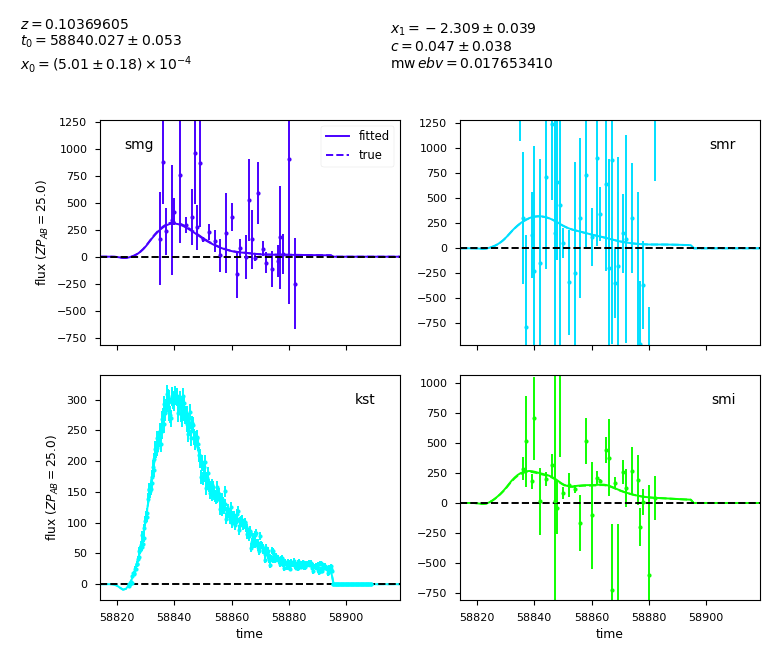 z = 0.10369605
t₀ = 58840.027 ± 0.053
x₀ = (5.01 ± 0.18) × 10⁻⁴
x₁ = −2.309 ± 0.039
c = 0.047 ± 0.038
mw ebv = 0.017653410
smg
fitted
true
1250
1000
750
500
250
0
−250
−500
−750
flux (ZP_AB = 25.0)
smr
1250
1000
750
500
250
0
−250
−500
−750
kst
300
250
200
150
100
50
0
flux (ZP_AB = 25.0)
58820 58840 58860 58880 58900
time
smi
1000
750
500
250
0
−250
−500
−750
58820 58840 58860 58880 58900
time